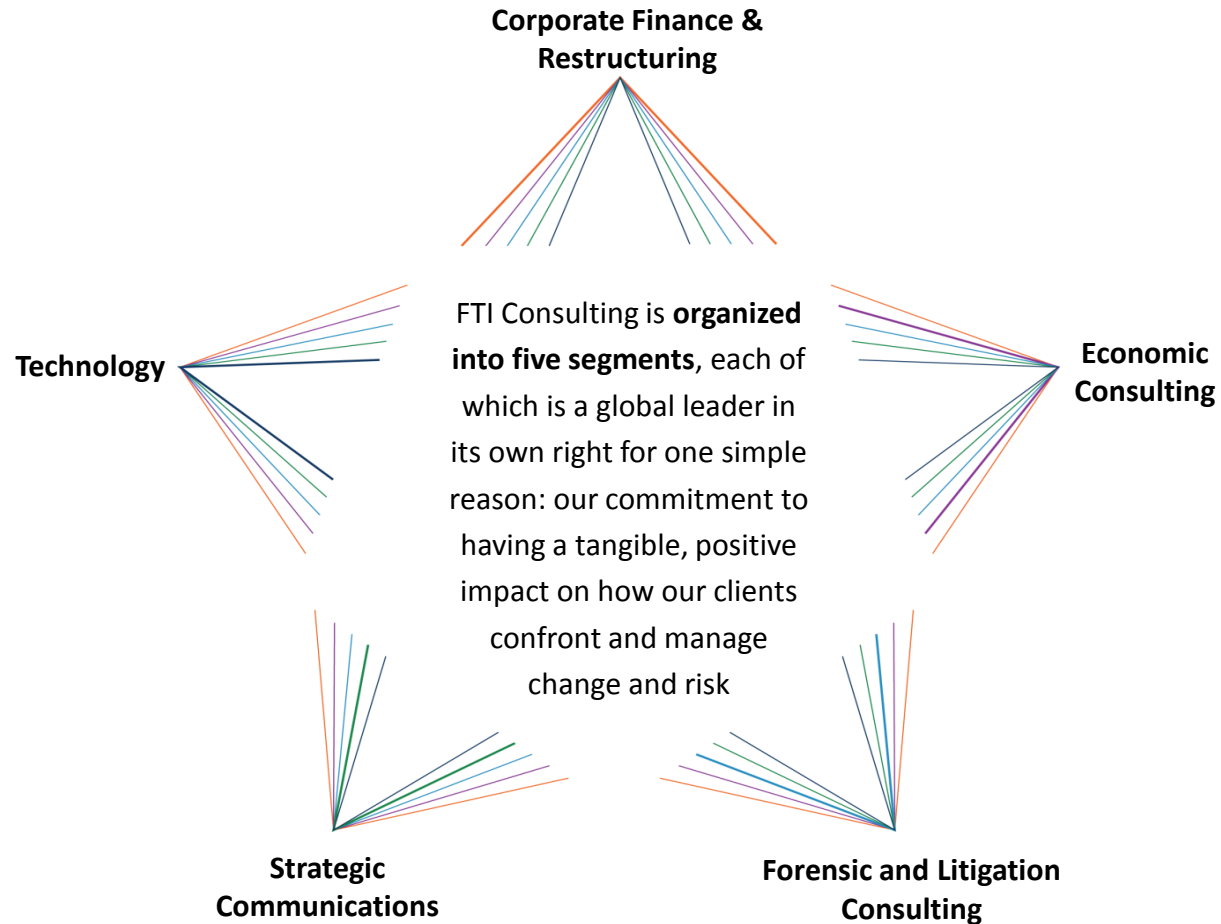 Corporate Finance &
Restructuring
FTI Consulting is organized
into five segments, each of
which is a global leader in
its own right for one simple
reason: our commitment to
having a tangible, positive
impact on how our clients
confront and manage
change and risk
Technology
Economic
Consulting
Strategic
Communications
Forensic and Litigation
Consulting